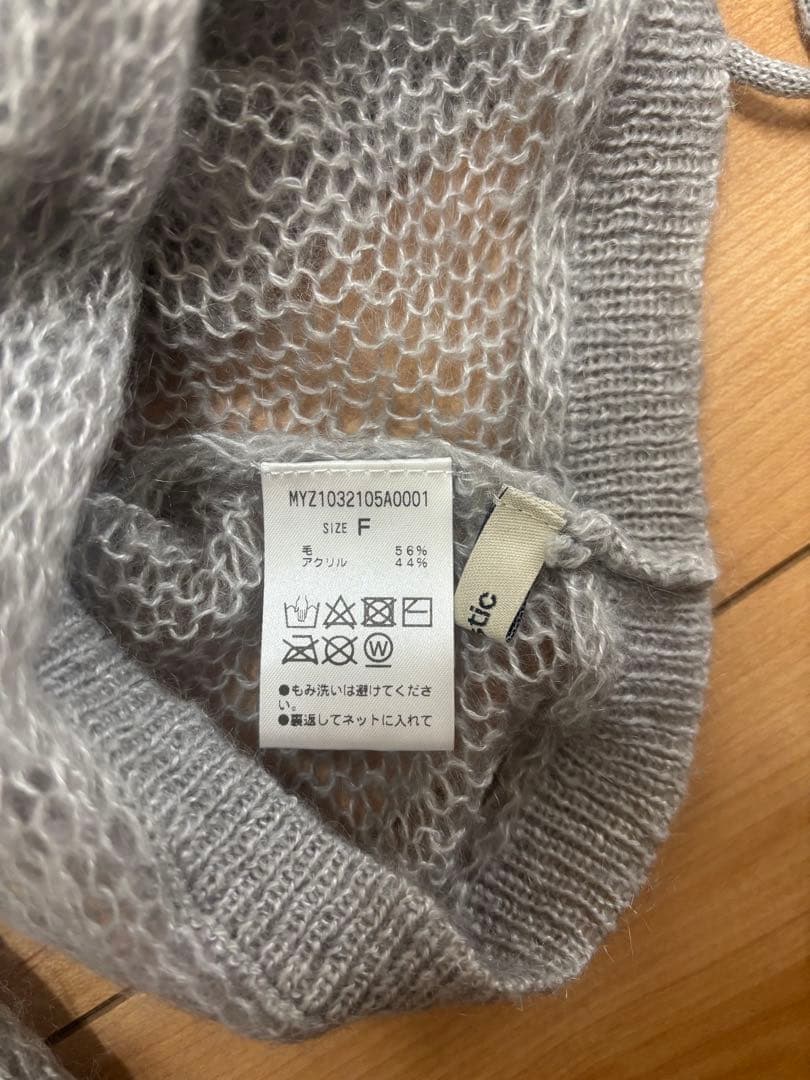 MYZ1032105A0001
SIZE F
毛 56%
アクリル 44%
W
●もみ洗いは避けてくださ
い。
●裏返してネットに入れて
stic